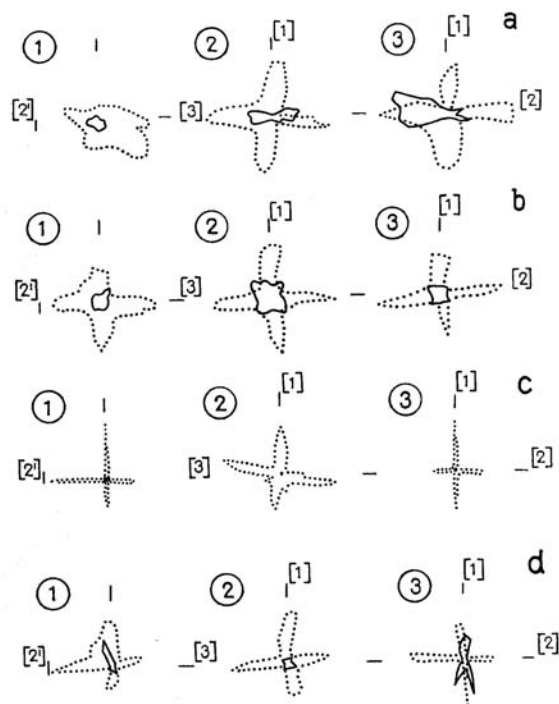 [1] [1] a
① ② ③
[2'] [3] [2]
[1] [1] b
① ② ③
[2'] [3] [2]
[1] [1] c
① ② ③
[2'] [3] [2]
[1] [1] d
① ② ③
[2'] [3] [2]